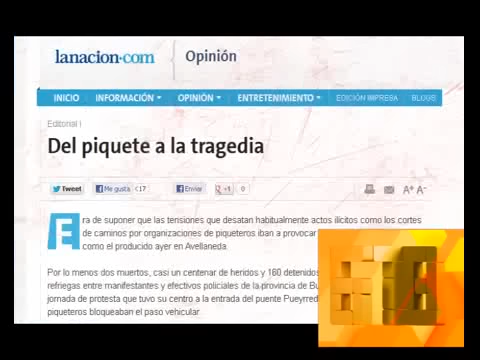 lanacion.com
Opinión
INICIO INFORMACIÓN OPINIÓN ENTRETENIMIENTO EDICIÓN IMPRESA BLOGS
Editorial I
Del piquete a la tragedia
Tweet Me gusta <17 Enviar +1 0 A+ A-
Era de suponer que las tensiones que desatan habitualmente actos ilícitos como los cortes
de caminos por organizaciones de piqueteros iban a provocar
como el producido ayer en Avellaneda.
Por lo menos dos muertos, casi un centenar de heridos y 160 detenidos
refriegas entre manifestantes y efectivos policiales de la provincia de Bu
jornada de protesta que tuvo su centro a la entrada del puente Pueyrred
piqueteros bloqueaban el paso vehicular.